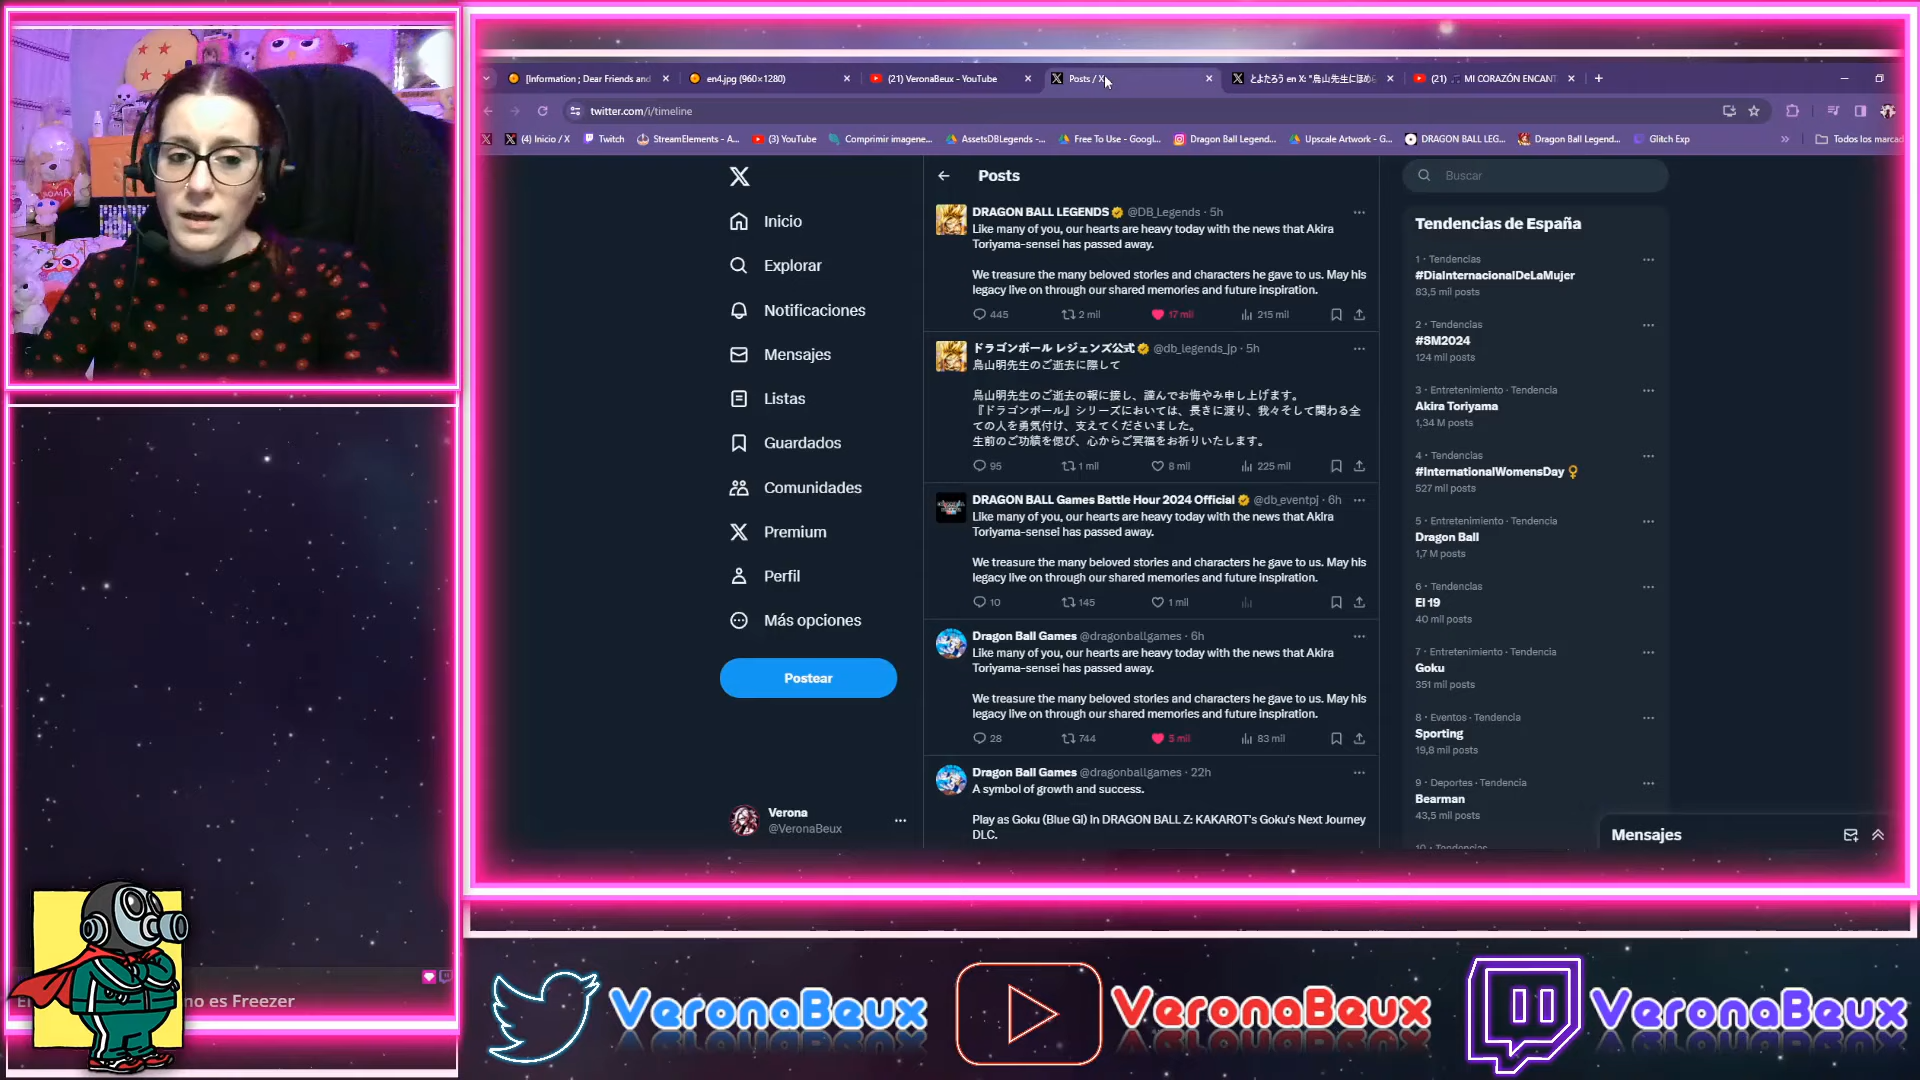 [Information ; Dear Friends and
en4.jpg (960×1280)
(21) VeronaBeux - YouTube
Posts / X
とよたろう en X: "鳥山先生にほめら
(21) MI CORAZÓN ENCANT
twitter.com/i/timeline
(4) Inicio / X
Twitch
StreamElements - A...
(3) YouTube
Comprimir imagene...
AssetsDBLegends -...
Free To Use - Googl...
Dragon Ball Legend...
Upscale Artwork - G...
DRAGON BALL LEG...
Dragon Ball Legend...
Glitch Exp
»
Todos los marcad
Inicio
Explorar
Notificaciones
Mensajes
Listas
Guardados
Comunidades
Premium
Perfil
Más opciones
Postear
Verona
@VeronaBeux
Posts
DRAGON BALL LEGENDS @DB_Legends · 5h
Like many of you, our hearts are heavy today with the news that Akira
Toriyama-sensei has passed away.
We treasure the many beloved stories and characters he gave to us. May his
legacy live on through our shared memories and future inspiration.
445 2 mil 17 mil 215 mil
ドラゴンボール レジェンズ公式 @db_legends_jp · 5h
鳥山明先生のご逝去に際して
鳥山明先生のご逝去の報に接し、謹んでお悔やみ申し上げます。
『ドラゴンボール』シリーズにおいては、長きに渡り、我々そして関わる全
ての人を勇気付け、支えてくださいました。
生前のご功績を偲び、心からご冥福をお祈りいたします。
95 1 mil 8 mil 225 mil
DRAGON BALL Games Battle Hour 2024 Official @db_eventpj · 6h
Like many of you, our hearts are heavy today with the news that Akira
Toriyama-sensei has passed away.
We treasure the many beloved stories and characters he gave to us. May his
legacy live on through our shared memories and future inspiration.
10 145 1 mil
Dragon Ball Games @dragonballgames · 6h
Like many of you, our hearts are heavy today with the news that Akira
Toriyama-sensei has passed away.
We treasure the many beloved stories and characters he gave to us. May his
legacy live on through our shared memories and future inspiration.
28 744 5 mil 83 mil
Dragon Ball Games @dragonballgames · 22h
A symbol of growth and success.
Play as Goku (Blue Gi) in DRAGON BALL Z: KAKAROT's Goku's Next Journey
DLC.
Buscar
Tendencias de España
1 · Tendencias
#DiaInternacionalDeLaMujer
83,5 mil posts
2 · Tendencias
#SM2024
124 mil posts
3 · Entretenimiento · Tendencia
Akira Toriyama
1,34 M posts
4 · Tendencias
#InternationalWomensDay
527 mil posts
5 · Entretenimiento · Tendencia
Dragon Ball
1,7 M posts
6 · Tendencias
El 19
40 mil posts
7 · Entretenimiento · Tendencia
Goku
351 mil posts
8 · Eventos · Tendencia
Sporting
19,8 mil posts
9 · Deportes · Tendencia
Bearman
43,5 mil posts
10 · Tendencias
Mensajes
no es Freezer
VeronaBeux
VeronaBeux
VeronaBeux